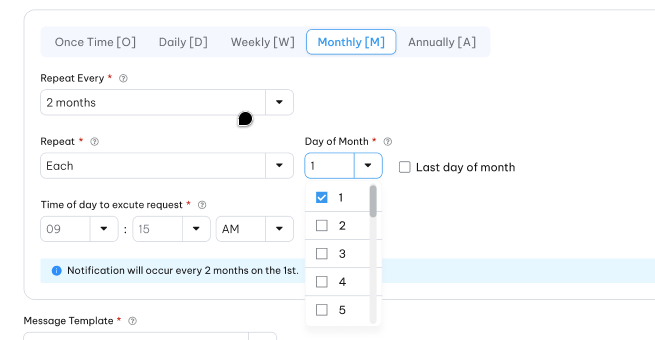 Once Time [O] Daily [D] Weekly [W] Monthly [M] Annually [A]
Repeat Every *
2 months
Repeat * Day of Month *
Each 1 Last day of month
1
Time of day to excute request *
2
09 : 15 AM
3
Notification will occur every 2 months on the 1st.
4
5
Message Template *